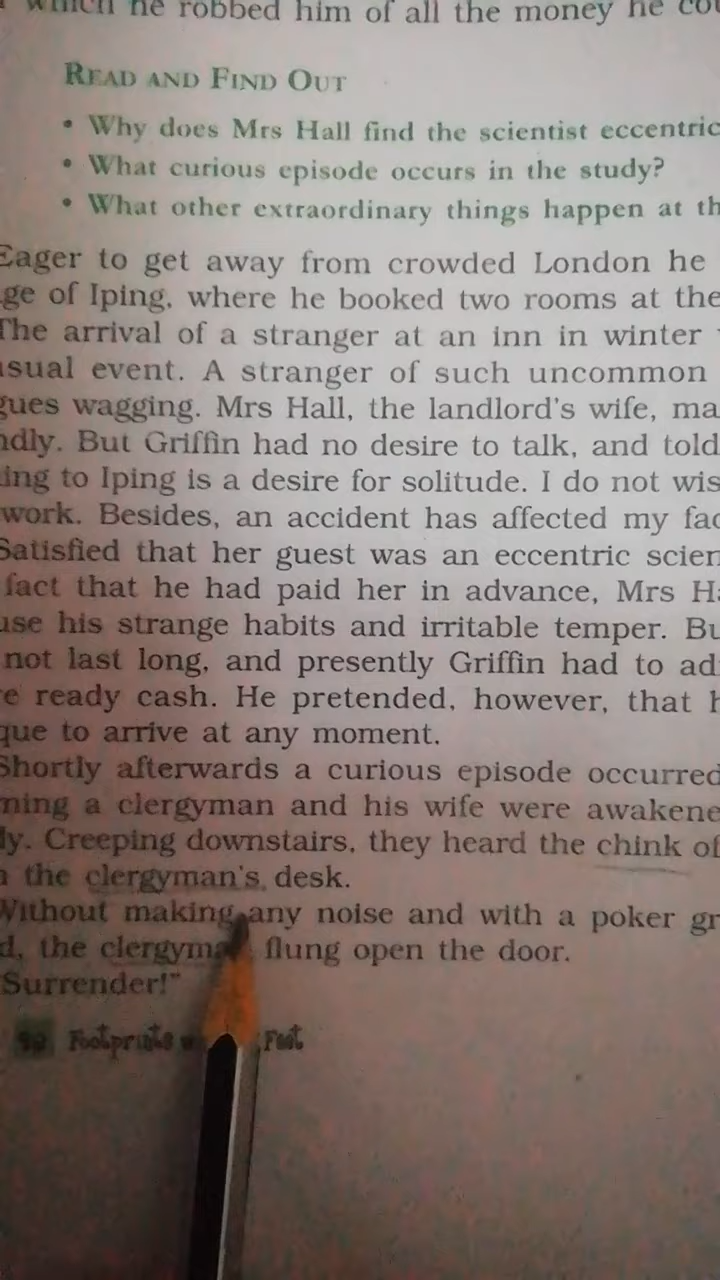 which he robbed him of all the money he
READ AND FIND OUT
• Why does Mrs Hall find the scientist eccentric
• What curious episode occurs in the study?
• What other extraordinary things happen at th
Eager to get away from crowded London he
ge of Iping, where he booked two rooms at the
The arrival of a stranger at an inn in winter
usual event. A stranger of such uncommon
gues wagging. Mrs Hall, the landlord's wife, ma
ndly. But Griffin had no desire to talk, and told
ing to Iping is a desire for solitude. I do not wis
work. Besides, an accident has affected my fac
Satisfied that her guest was an eccentric scien
fact that he had paid her in advance, Mrs Ha
use his strange habits and irritable temper. Bu
not last long, and presently Griffin had to ad
e ready cash. He pretended, however, that h
que to arrive at any moment.
Shortly afterwards a curious episode occurred
ning a clergyman and his wife were awakene
ly. Creeping downstairs, they heard the chink of
the clergyman's desk.
Without making any noise and with a poker gr
d, the clergyma flung open the door.
"Surrender!"
Footprints Feet